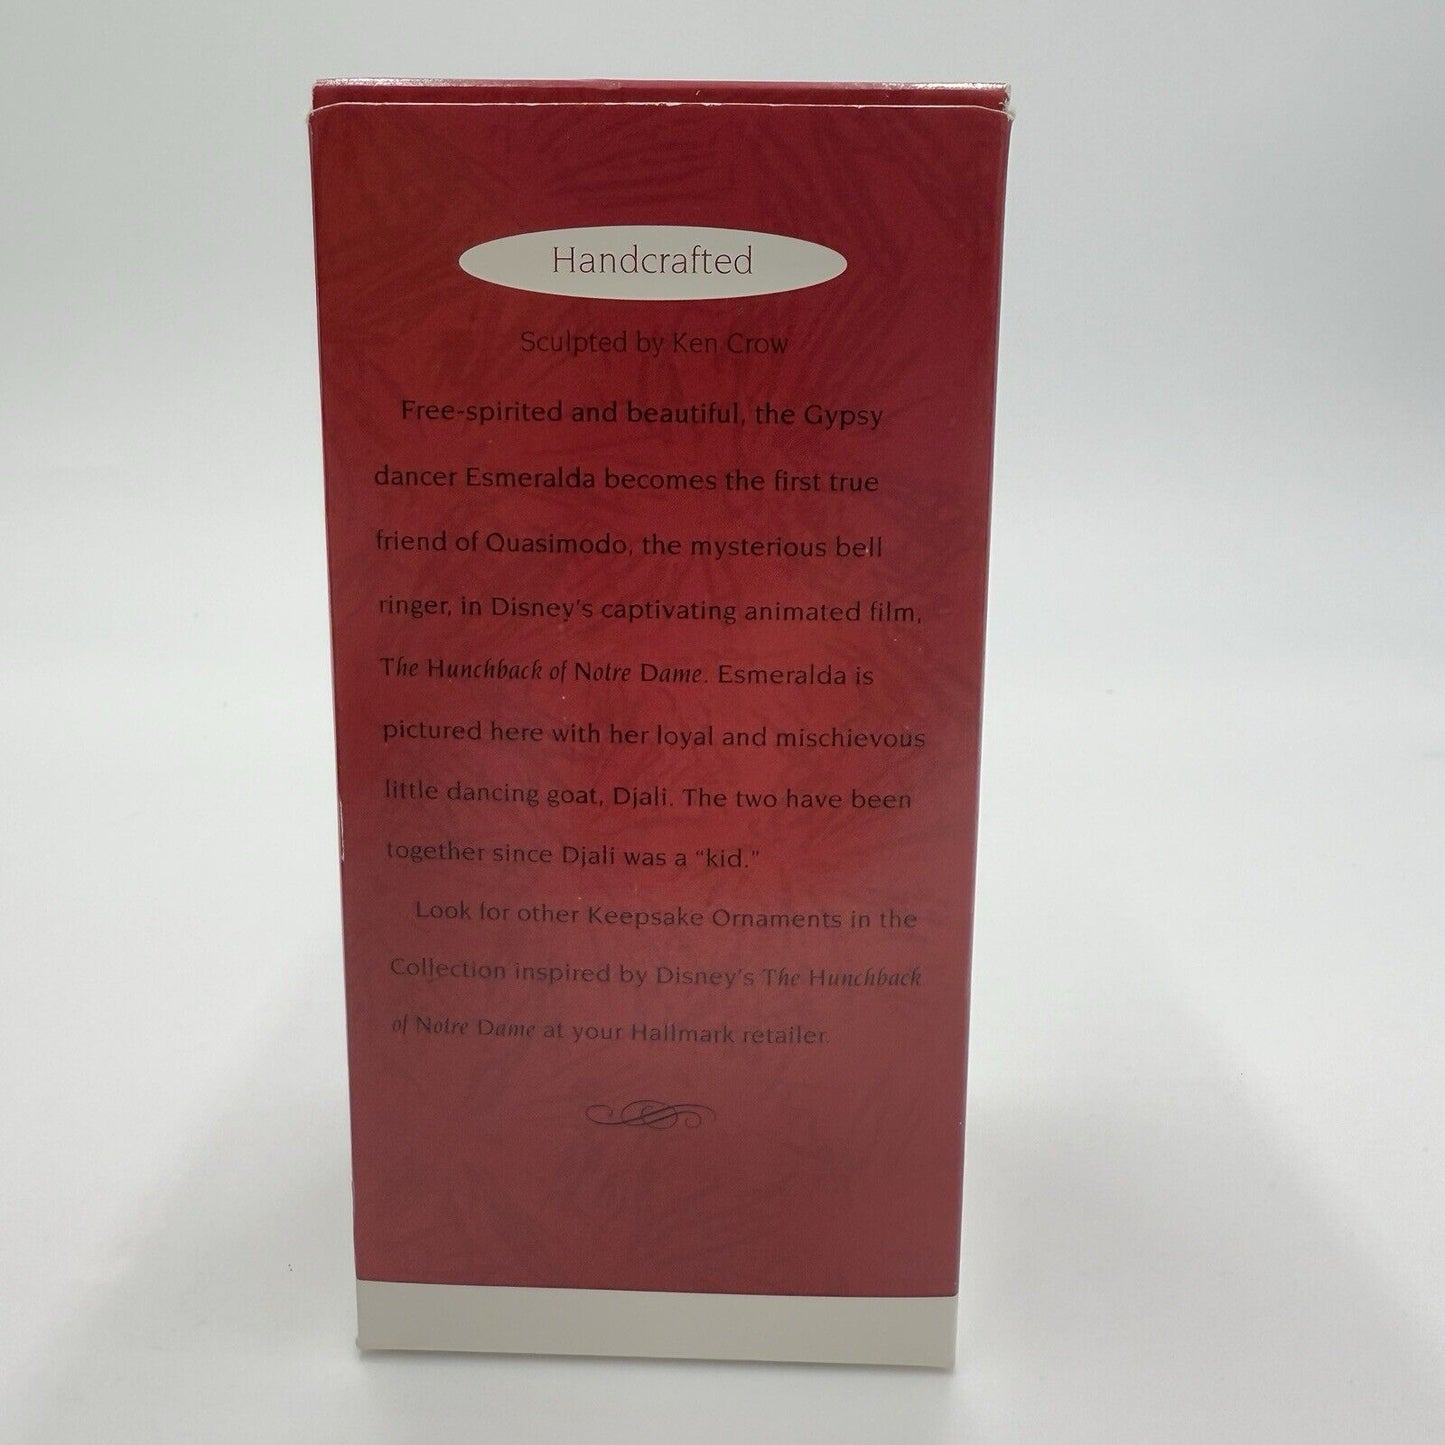 Handcrafted
Sculpted by Ken Crow
Free-spirited and beautiful, the Gypsy
dancer Esmeralda becomes the first true
friend of Quasimodo, the mysterious bell
ringer, in Disney's captivating animated film,
The Hunchback of Notre Dame. Esmeralda is
pictured here with her loyal and mischievous
little dancing goat, Djali. The two have been
together since Djali was a “kid.”
Look for other Keepsake Ornaments in the
Collection inspired by Disney's The Hunchback
of Notre Dame at your Hallmark retailer.